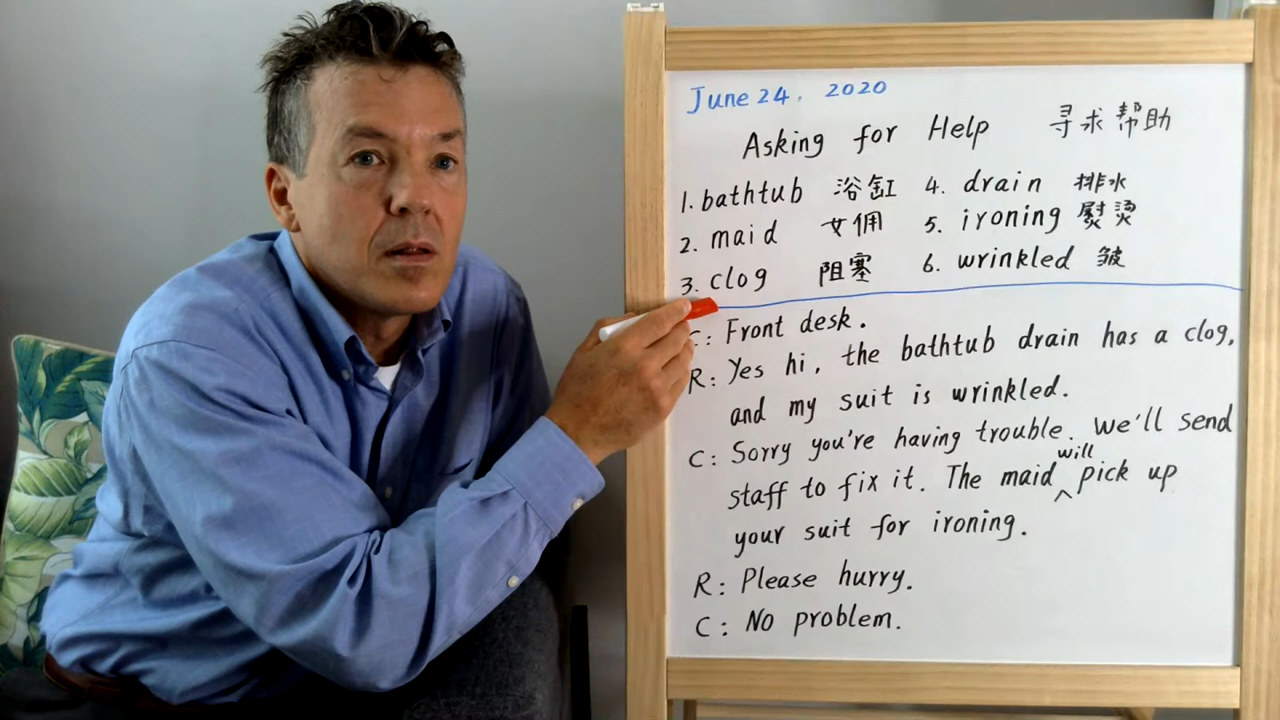 June 24, 2020
Asking for Help 寻求帮助
1. bathtub 浴缸 4. drain 排水
2. maid 女佣 5. ironing 熨烫
3. clog 阻塞 6. wrinkled 皱
C: Front desk.
R: Yes hi, the bathtub drain has a clog,
and my suit is wrinkled.
C: Sorry you're having trouble. We'll send
staff to fix it. The maid will pick up
your suit for ironing.
R: Please hurry.
C: No problem.